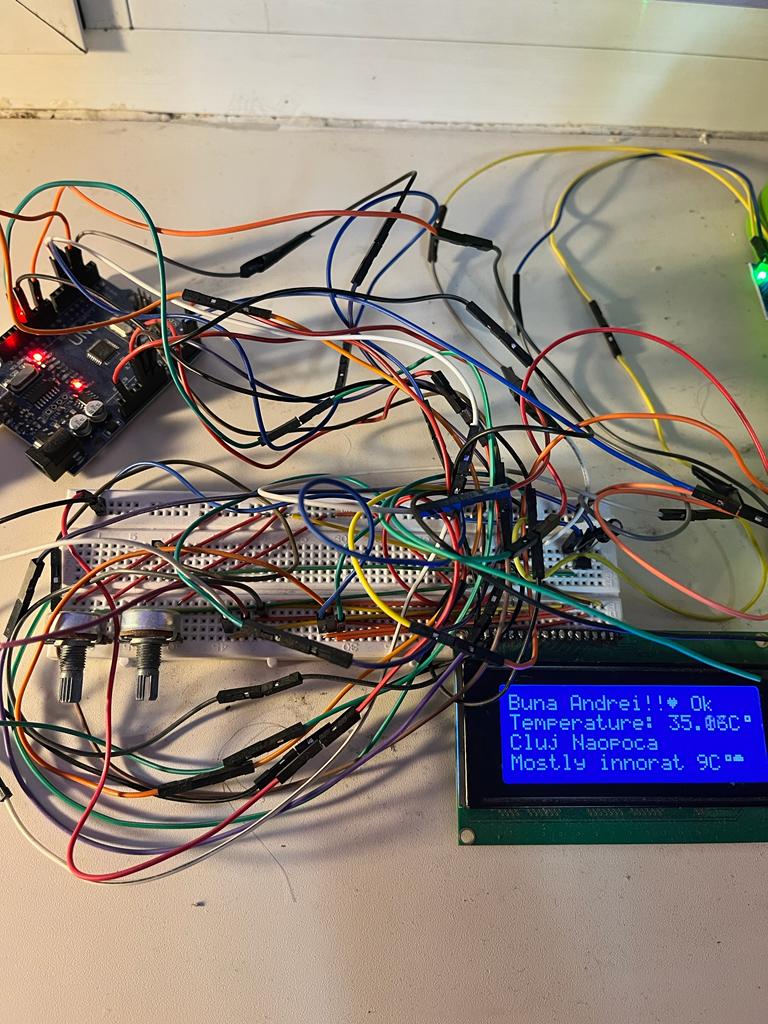 Buna Andrei!!♥ Ok
Temperature: 35.06C°
Cluj Naopoca
Mostly innorat 9C°